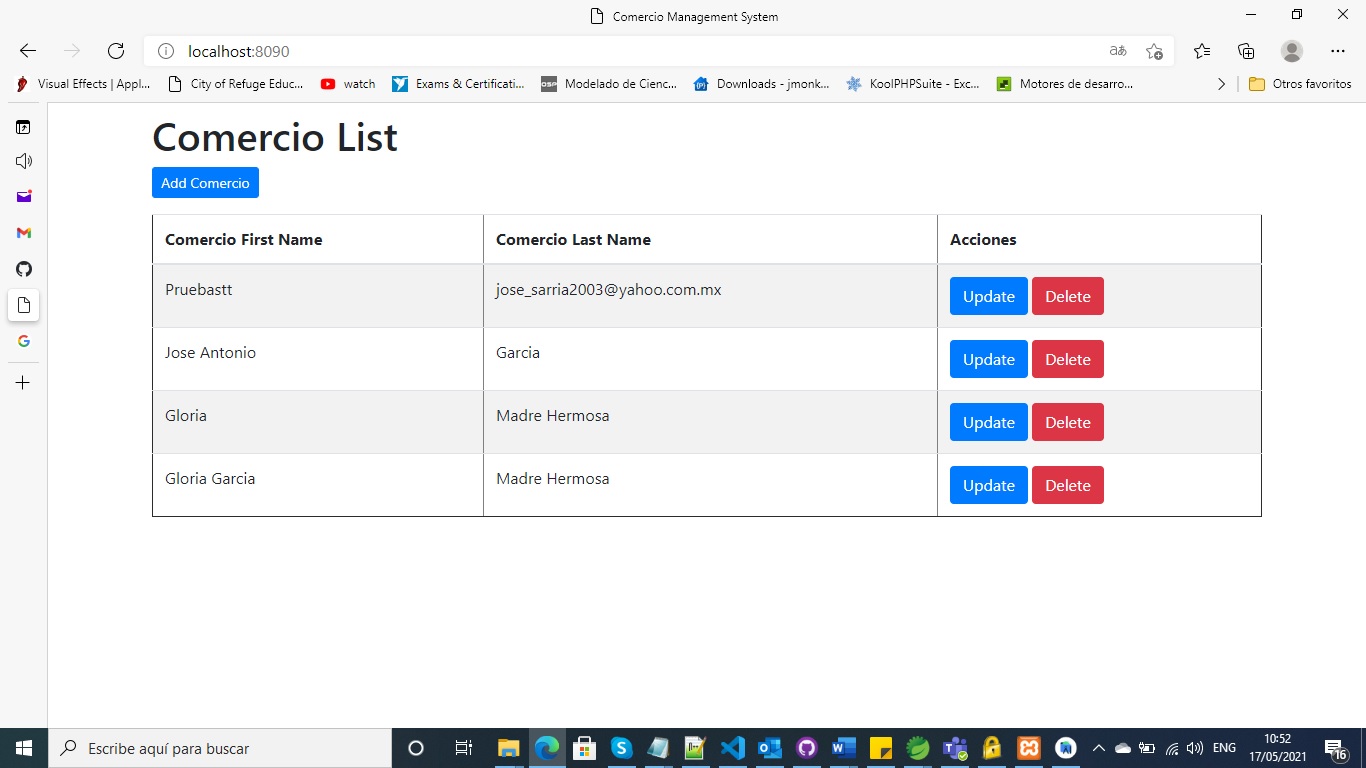 Comercio Management System
localhost:8090
aあ
Visual Effects | Appl...
City of Refuge Educ...
watch
Exams & Certificati...
OSP
Modelado de Cienc...
Downloads - jmonk...
KoolPHPSuite - Exc...
Motores de desarro...
Otros favoritos
Comercio List
Add Comercio
Comercio First Name Comercio Last Name Acciones
Pruebastt jose_sarria2003@yahoo.com.mx Update Delete
Jose Antonio Garcia Update Delete
Gloria Madre Hermosa Update Delete
Gloria Garcia Madre Hermosa Update Delete
Escribe aquí para buscar
ENG
10:52
17/05/2021
16